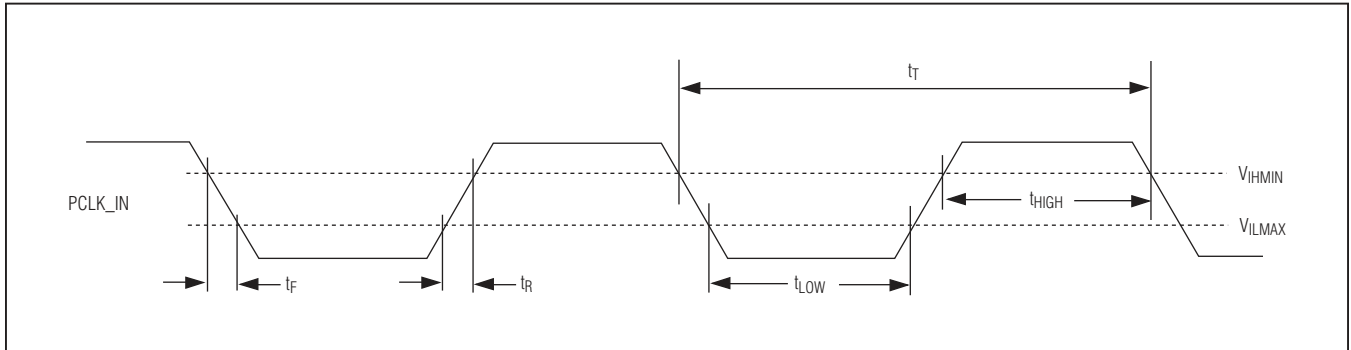 tT
VIHMIN
PCLK_IN
tHIGH
VILMAX
tF
tR
tLOW